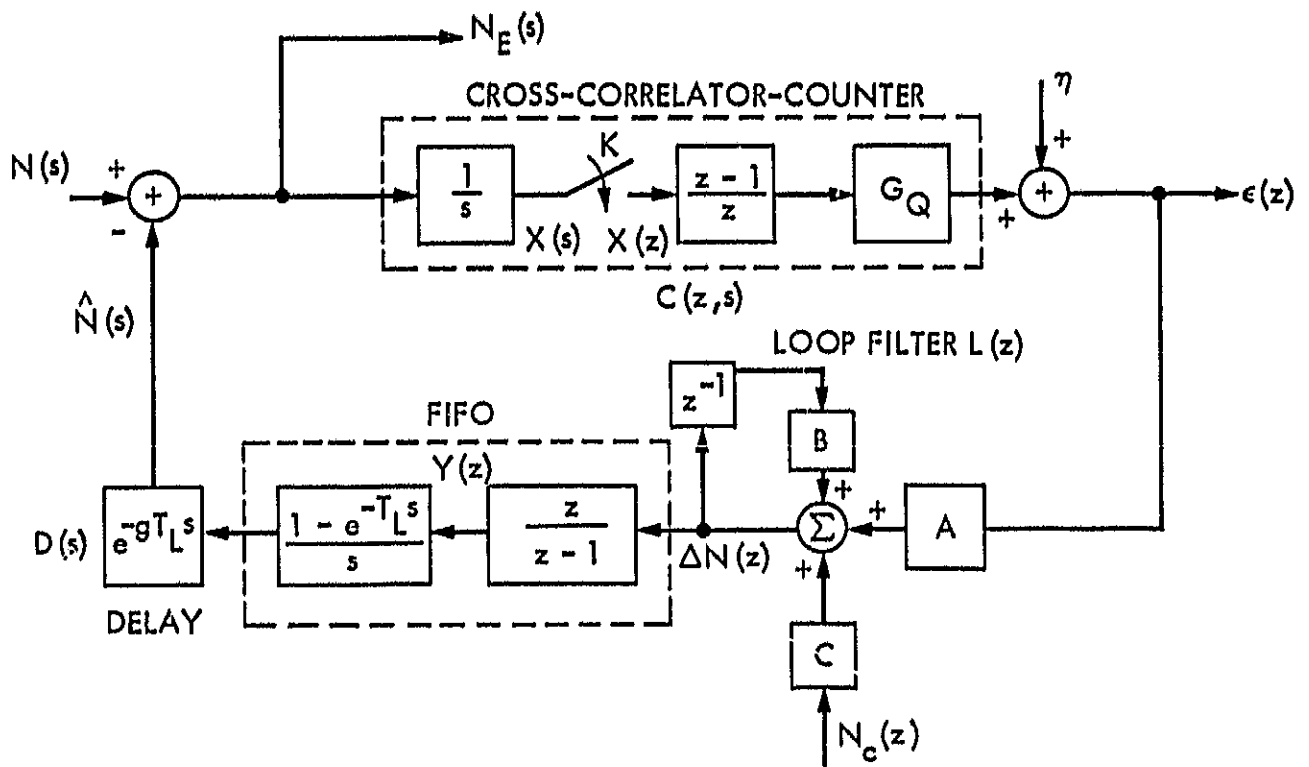 N_E(s)
CROSS-CORRELATOR-COUNTER
η
N(s)
+
+
-
1/s
K
X(s)
X(z)
z - 1/z
G_Q
+
+
+
ε(z)
C(z,s)
N̂(s)
LOOP FILTER L(z)
z^-1
B
FIFO
Y(z)
D(s)
e^-gT_L s
1 - e^-T_L s/s
z/z - 1
ΔN(z)
+
Σ
+
+
A
DELAY
C
N_c(z)